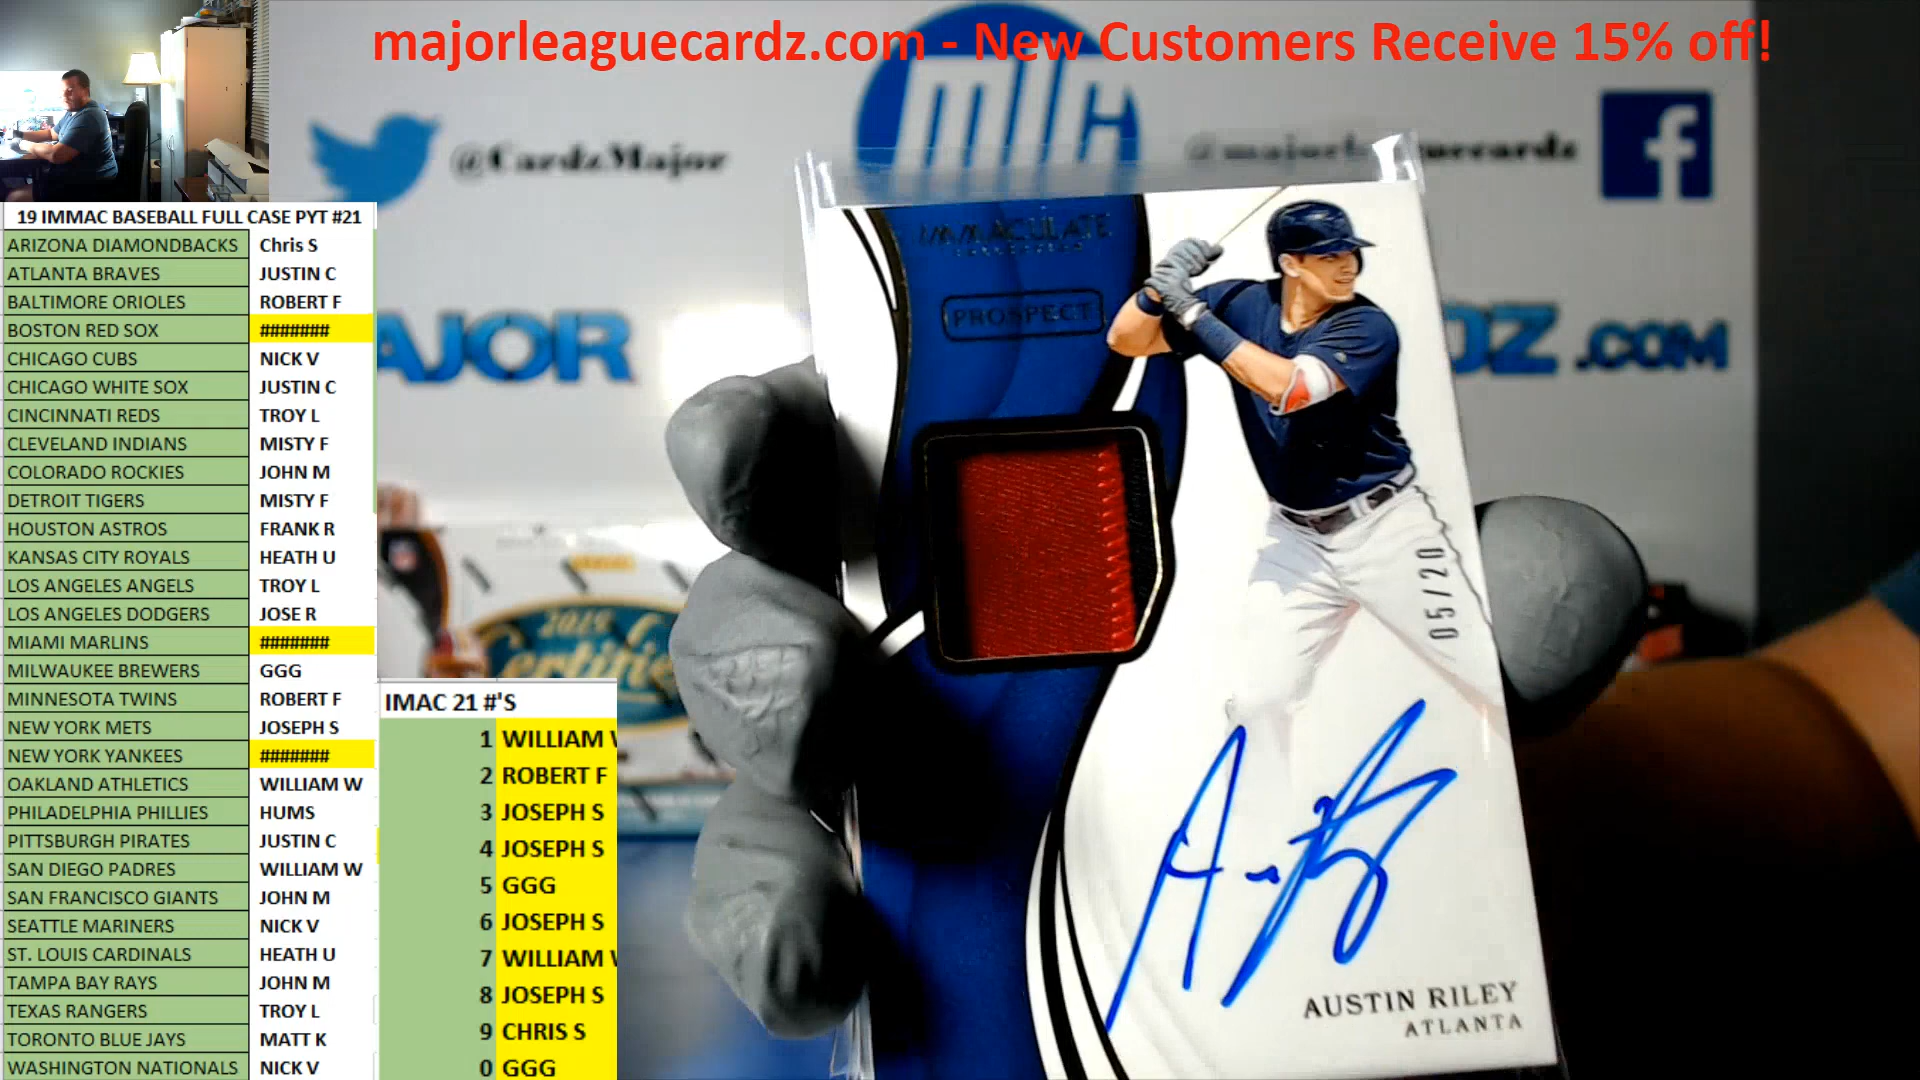 majorleaguecardz.com - New Customers Receive 15% off!
@CardzMajor
@majorleaguecardz
AJOR
DZ.COM
19 IMMAC BASEBALL FULL CASE PYT #21
ARIZONA DIAMONDBACKS Chris S
ATLANTA BRAVES JUSTIN C
BALTIMORE ORIOLES ROBERT F
BOSTON RED SOX #######
CHICAGO CUBS NICK V
CHICAGO WHITE SOX JUSTIN C
CINCINNATI REDS TROY L
CLEVELAND INDIANS MISTY F
COLORADO ROCKIES JOHN M
DETROIT TIGERS MISTY F
HOUSTON ASTROS FRANK R
KANSAS CITY ROYALS HEATH U
LOS ANGELES ANGELS TROY L
LOS ANGELES DODGERS JOSE R
MIAMI MARLINS #######
MILWAUKEE BREWERS GGG
MINNESOTA TWINS ROBERT F
NEW YORK METS JOSEPH S
NEW YORK YANKEES #######
OAKLAND ATHLETICS WILLIAM W
PHILADELPHIA PHILLIES HUMS
PITTSBURGH PIRATES JUSTIN C
SAN DIEGO PADRES WILLIAM W
SAN FRANCISCO GIANTS JOHN M
SEATTLE MARINERS NICK V
ST. LOUIS CARDINALS HEATH U
TAMPA BAY RAYS JOHN M
TEXAS RANGERS TROY L
TORONTO BLUE JAYS MATT K
WASHINGTON NATIONALS NICK V
IMAC 21 #'S
1 WILLIAM W
2 ROBERT F
3 JOSEPH S
4 JOSEPH S
5 GGG
6 JOSEPH S
7 WILLIAM W
8 JOSEPH S
9 CHRIS S
0 GGG
IMMACULATE
COLLECTION
PROSPECT
05/20
AUSTIN RILEY
ATLANTA
2019
Certified